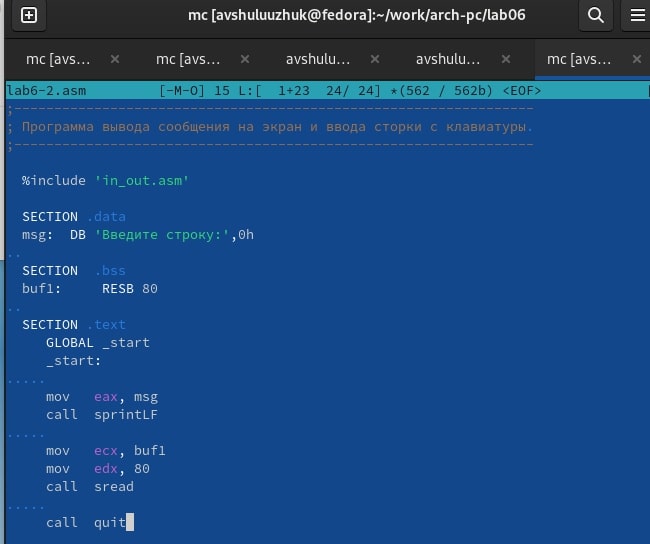 mc [avshuluuzhuk@fedora]:~/work/arch-pc/lab06
mc [avs... × mc [avs... × avshulu... × avshulu... × mc [avs... ×
lab6-2.asm [-M-O] 15 L:[ 1+23 24/ 24] *(562 / 562b) <EOF>
;----------------------------------------------------------------
; Программа вывода сообщения на экран и ввода сторки с клавиатуры.
;----------------------------------------------------------------
%include 'in_out.asm'
SECTION .data
msg: DB 'Введите строку:',0h
..
SECTION .bss
buf1: RESB 80
..
SECTION .text
GLOBAL _start
_start:
.....
mov eax, msg
call sprintLF
.....
mov ecx, buf1
mov edx, 80
call sread
.....
call quit